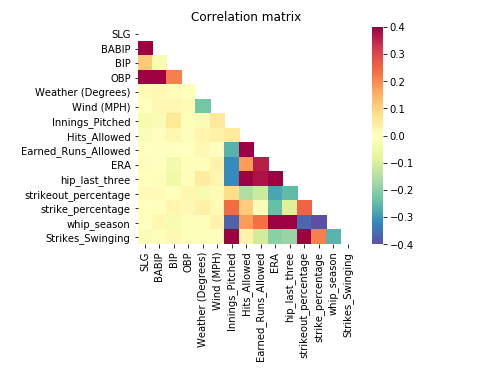 Correlation matrix
SLG
BABIP
BIP
OBP
Weather (Degrees)
Wind (MPH)
Innings_Pitched
Hits_Allowed
Earned_Runs_Allowed
ERA
hip_last_three
strikeout_percentage
strike_percentage
whip_season
Strikes_Swinging
SLG
BABIP
BIP
OBP
Weather (Degrees)
Wind (MPH)
Innings_Pitched
Hits_Allowed
Earned_Runs_Allowed
ERA
hip_last_three
strikeout_percentage
strike_percentage
whip_season
Strikes_Swinging
0.4
0.3
0.2
0.1
0.0
−0.1
−0.2
−0.3
−0.4